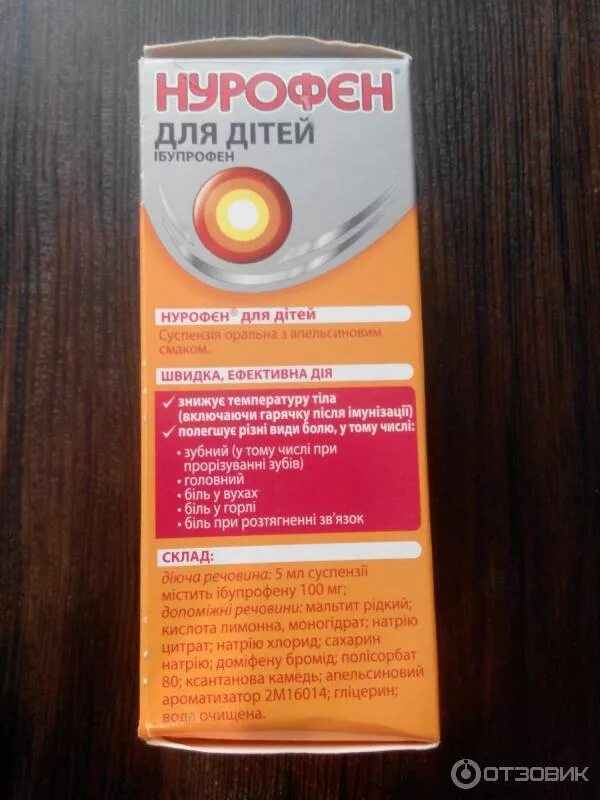 НУРОФЄН®
ДЛЯ ДІТЕЙ
ІБУПРОФЕН
НУРОФЄН® для дітей
Суспензія оральна з апельсиновим
смаком.
ШВИДКА, ЕФЕКТИВНА ДІЯ
✓ знижує температуру тіла
(включаючи гарячку після імунізації)
✓ полегшує різні види болю, у тому числі:
• зубний (у тому числі при
прорізуванні зубів)
• головний
• біль у вухах
• біль у горлі
• біль при розтягненні зв'язок
СКЛАД:
діюча речовина: 5 мл суспензії
містить ібупрофену 100 мг;
допоміжні речовини: мальтит рідкий;
кислота лимонна, моногідрат; натрію
цитрат; натрію хлорид; сахарин
натрію; доміфену бромід; полісорбат
80; ксантанова камедь; апельсиновий
ароматизатор 2М16014; гліцерин;
вода очищена.
ОТЗОВИК